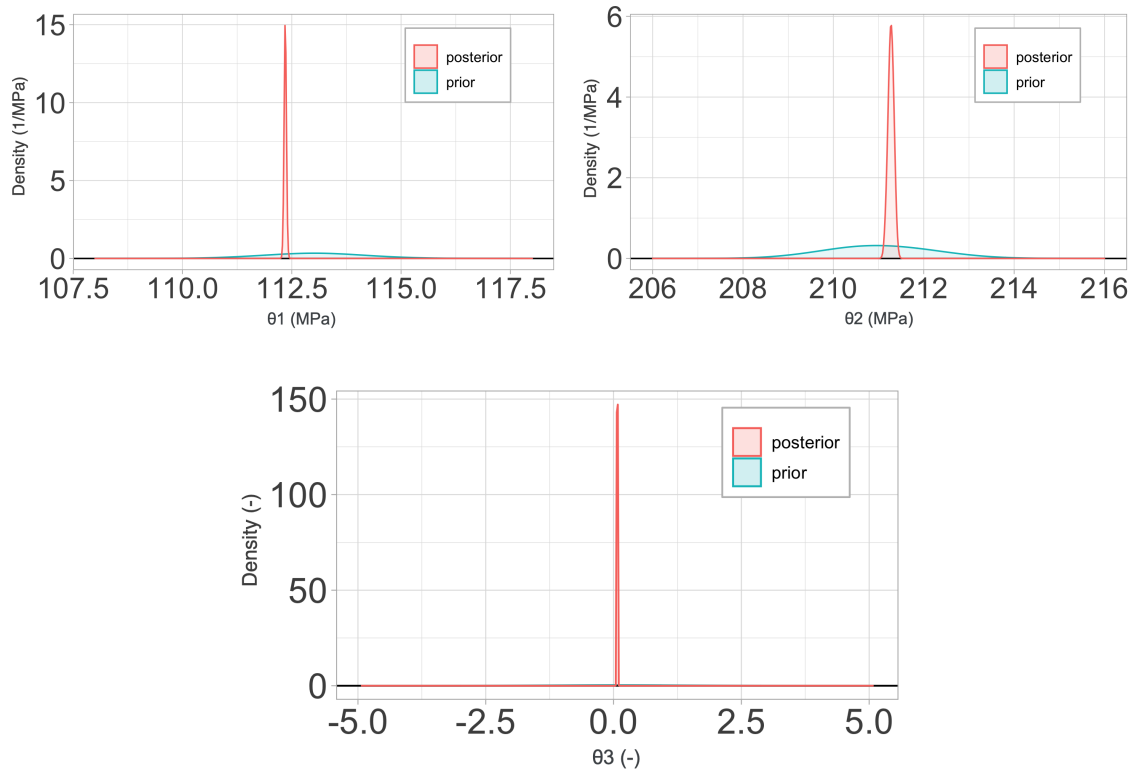 Density (1/MPa)
15
10
5
0
posterior
prior
107.5 110.0 112.5 115.0 117.5
θ1 (MPa)
Density (1/MPa)
6
4
2
0
posterior
prior
206 208 210 212 214 216
θ2 (MPa)
Density (-)
150
100
50
0
posterior
prior
-5.0 -2.5 0.0 2.5 5.0
θ3 (-)